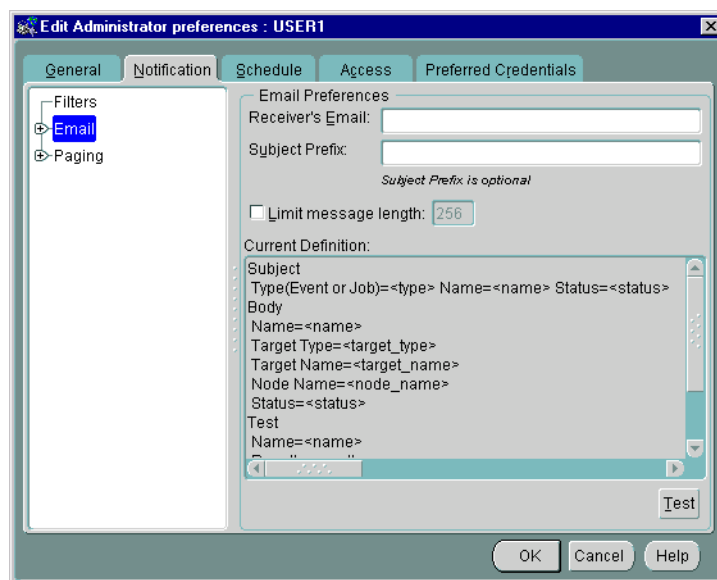 Edit Administrator preferences : USER1
General Notification Schedule Access Preferred Credentials
Filters
Email
Paging
Email Preferences
Receiver's Email:
Subject Prefix:
Subject Prefix is optional
Limit message length: 256
Current Definition:
Subject
Type(Event or Job)=<type> Name=<name> Status=<status>
Body
Name=<name>
Target Type=<target_type>
Target Name=<target_name>
Node Name=<node_name>
Status=<status>
Test
Name=<name>
Test
OK Cancel Help